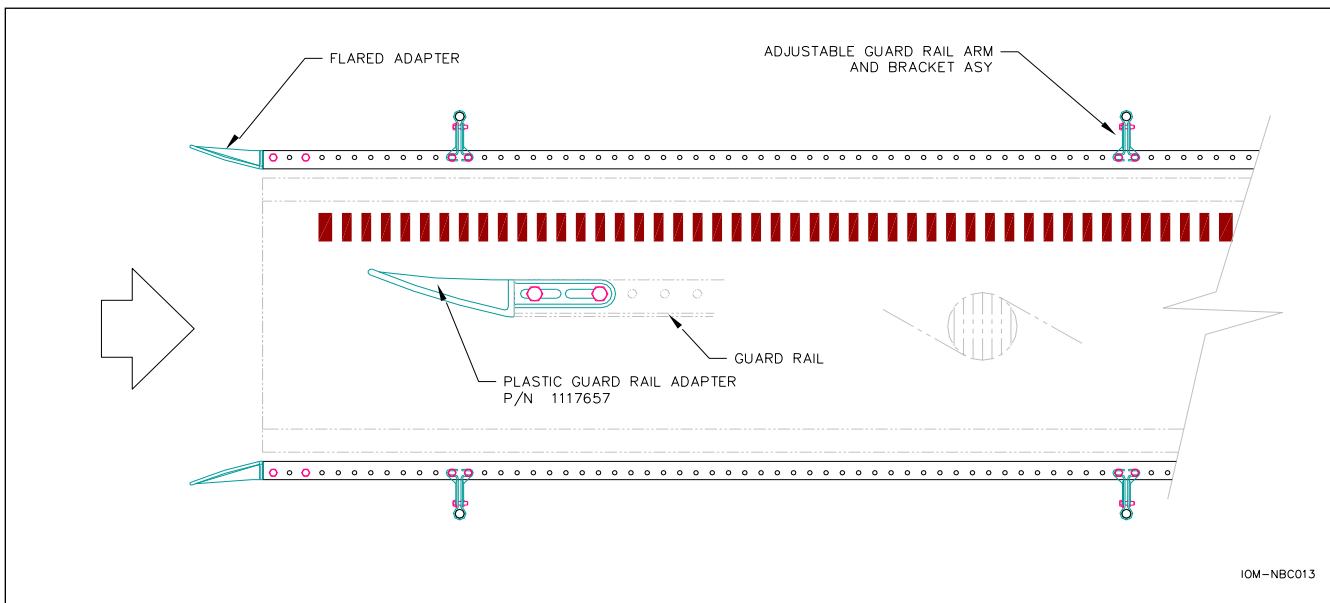 FLARED ADAPTER
ADJUSTABLE GUARD RAIL ARM
AND BRACKET ASY
GUARD RAIL
PLASTIC GUARD RAIL ADAPTER
P/N 1117657
IOM-NBC013